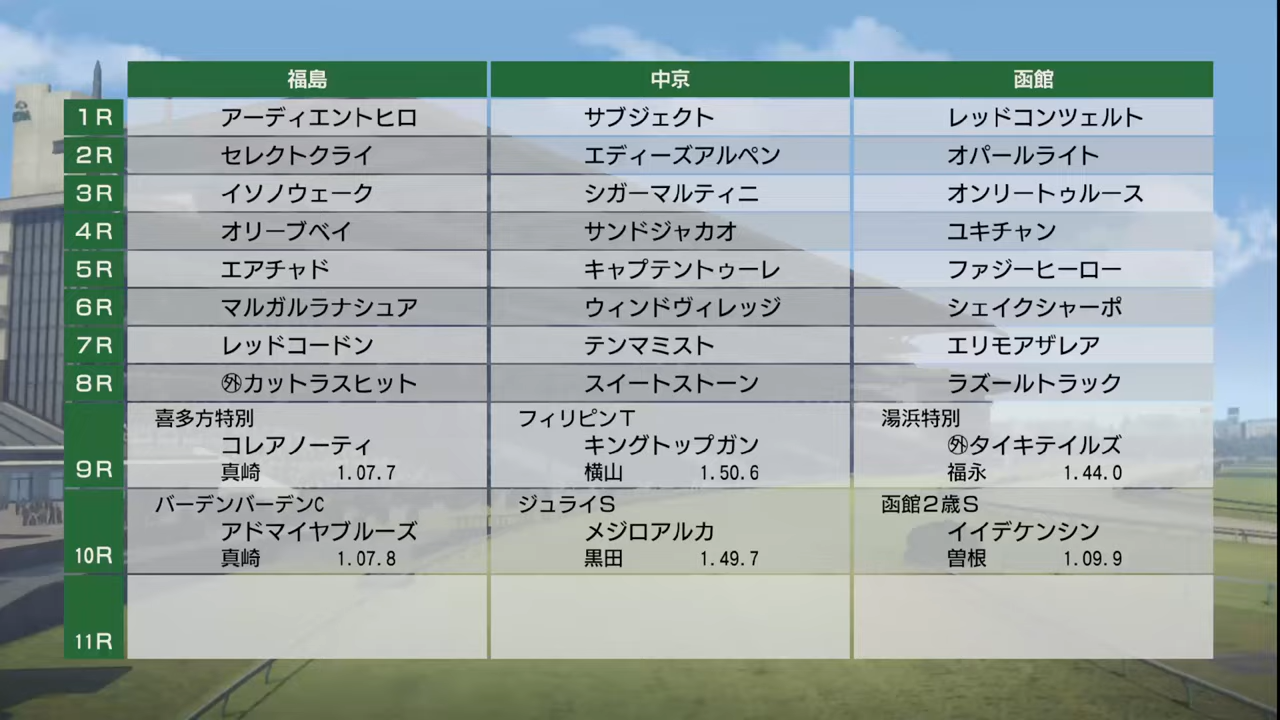 福島 中京 函館
1R アーディエントヒロ サブジェクト レッドコンツェルト
2R セレクトクライ エディーズアルペン オパールライト
3R イソノウェーク シガーマルティニ オンリートゥルース
4R オリーブベイ サンドジャカオ ユキチャン
5R エアチャド キャプテントゥーレ ファジーヒーロー
6R マルガルラナシュア ウィンドヴィレッジ シェイクシャーポ
7R レッドコードン テンマミスト エリモアザレア
8R ㊕カットラスヒット スイートストーン ラズールトラック
喜多方特別 フィリピンT 湯浜特別
コレアノーティ キングトップガン 外タイキテイルズ
9R 真崎 1.07.7 横山 1.50.6 福永 1.44.0
バーデンバーデンC ジュライS 函館2歳S
アドマイヤブルーズ メジロアルカ イイデケンシン
10R 真崎 1.07.8 黒田 1.49.7 曽根 1.09.9
11R